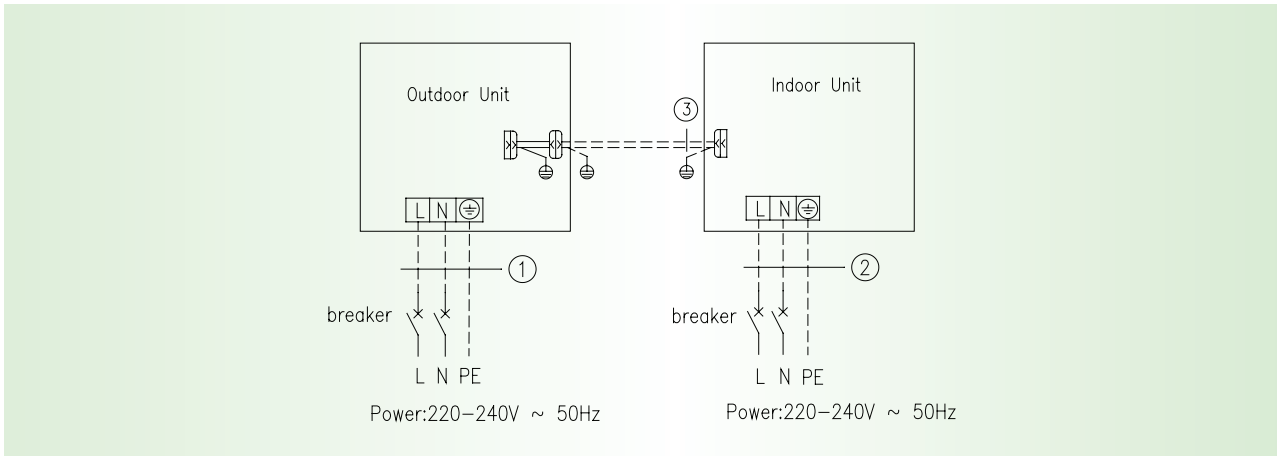 Outdoor Unit
Indoor Unit
3
L N
L N
1
2
breaker
breaker
L N PE
L N PE
Power:220-240V ~ 50Hz
Power:220-240V ~ 50Hz